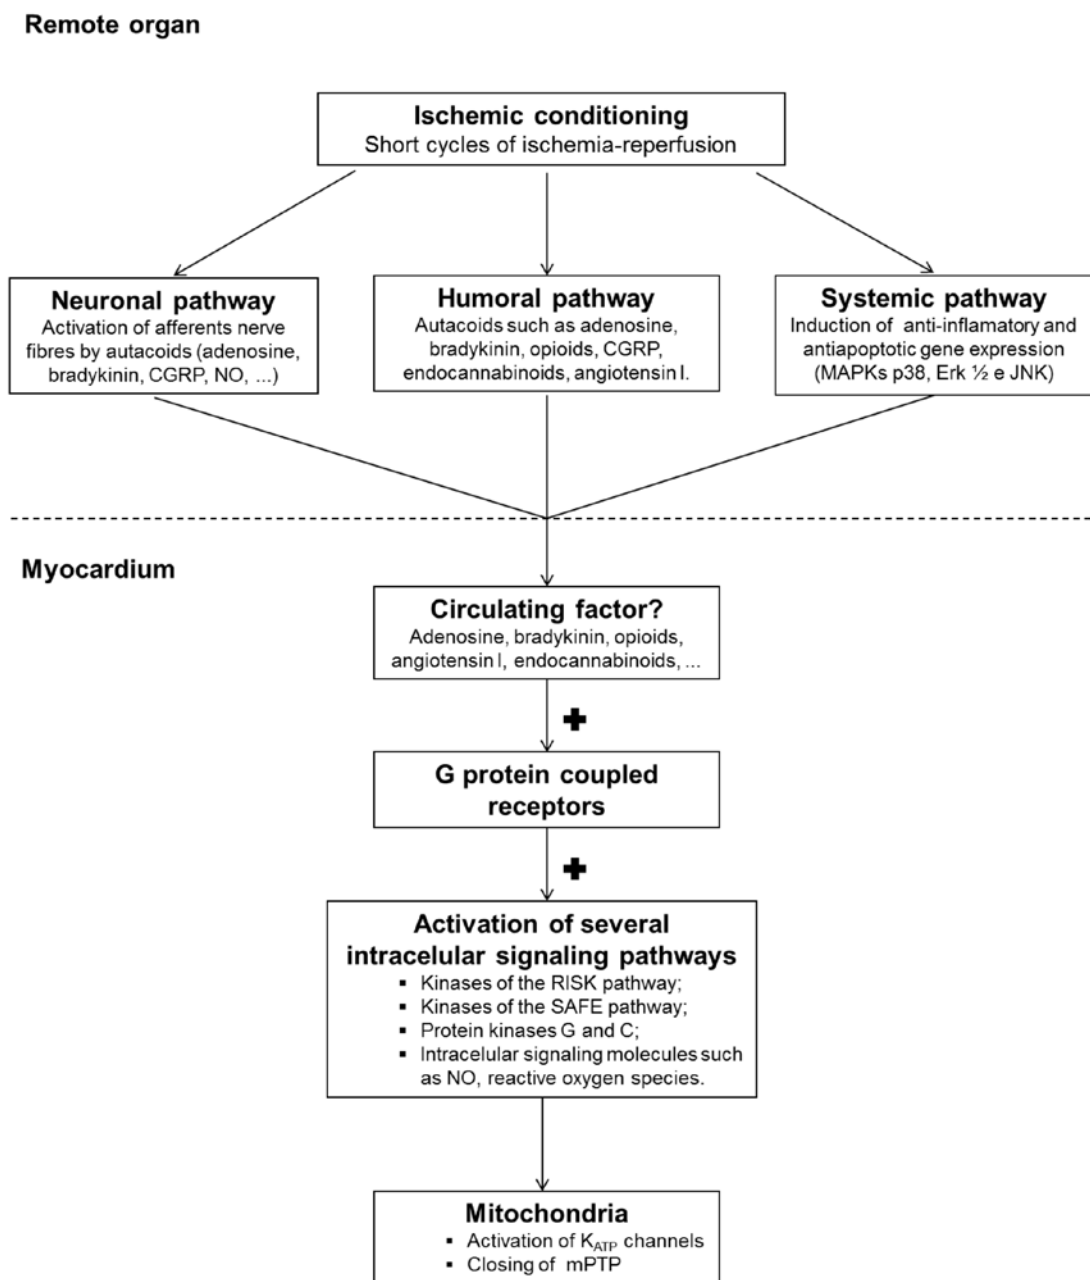 Remote organ
Ischemic conditioning
Short cycles of ischemia-reperfusion
Neuronal pathway
Activation of afferents nerve
fibres by autacoids (adenosine,
bradykinin, CGRP, NO, ...)
Humoral pathway
Autacoids such as adenosine,
bradykinin, opioids, CGRP,
endocannabinoids, angiotensin I.
Systemic pathway
Induction of anti-inflamatory and
antiapoptotic gene expression
(MAPKs p38, Erk ½ e JNK)
Myocardium
Circulating factor?
Adenosine, bradykinin, opioids,
angiotensin I, endocannabinoids, ...
+
G protein coupled
receptors
+
Activation of several
intracelular signaling pathways
▪ Kinases of the RISK pathway;
▪ Kinases of the SAFE pathway;
▪ Protein kinases G and C;
▪ Intracelular signaling molecules such
as NO, reactive oxygen species.
Mitochondria
▪ Activation of K_ATP channels
▪ Closing of mPTP